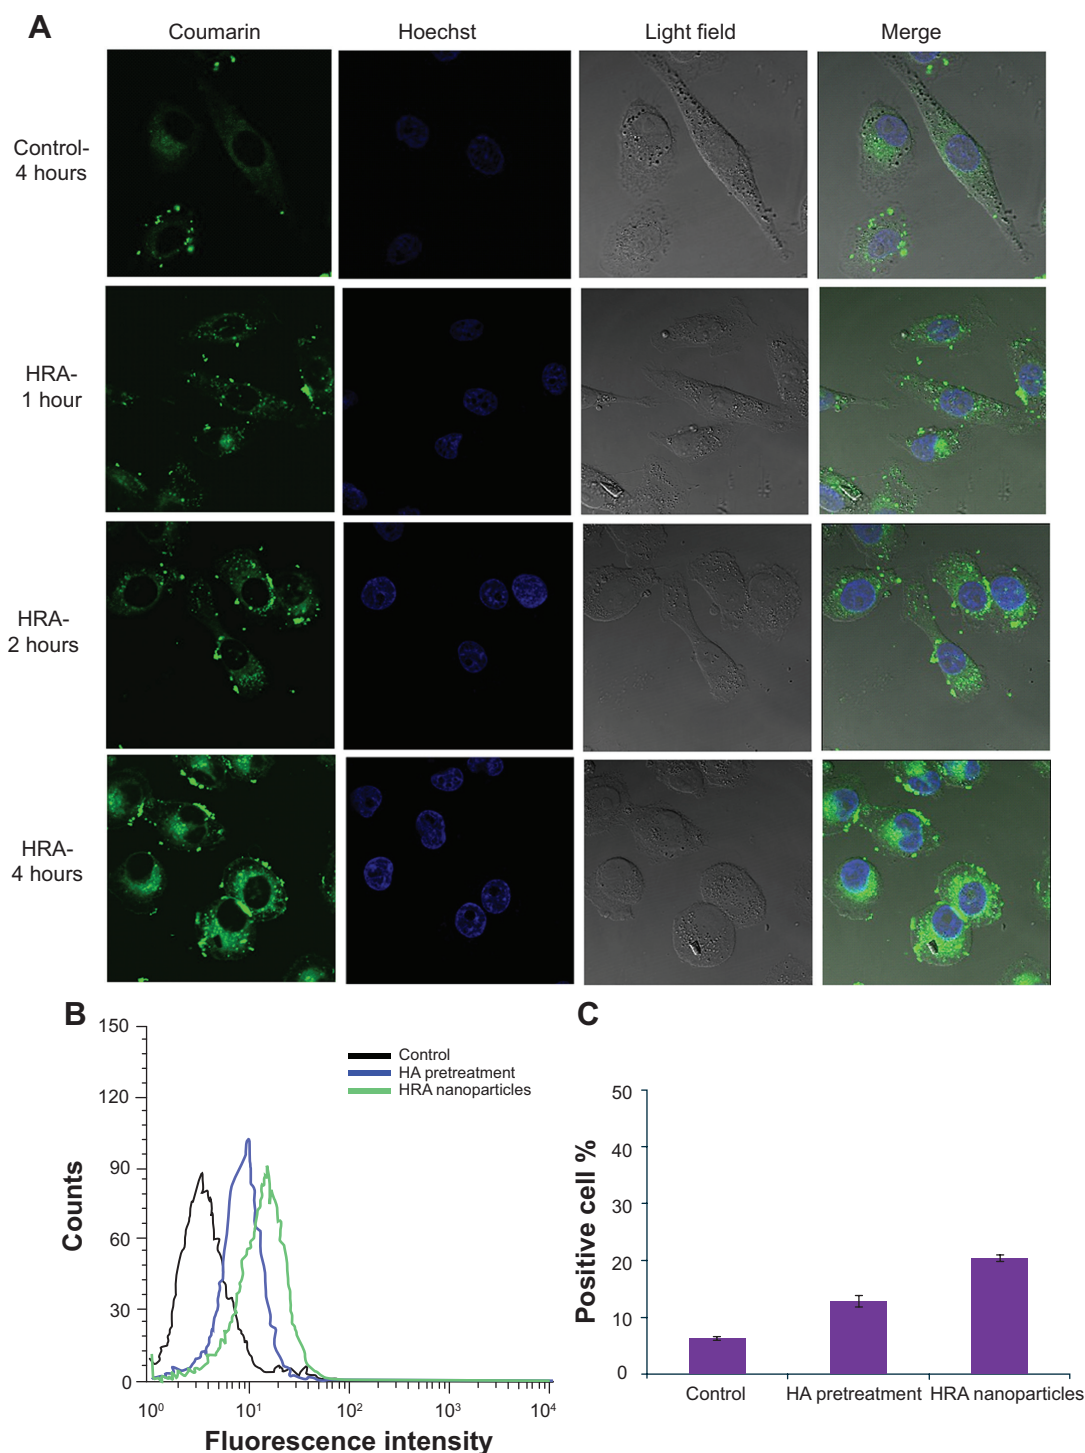 A
Coumarin Hoechst Light field Merge
Control-
4 hours
HRA-
1 hour
HRA-
2 hours
HRA-
4 hours
B
150
120
90
60
30
0
Counts
10⁰ 10¹ 10² 10³ 10⁴
Fluorescence intensity
Control
HA pretreatment
HRA nanoparticles
C
50
40
30
20
10
0
Positive cell %
Control HA pretreatment HRA nanoparticles